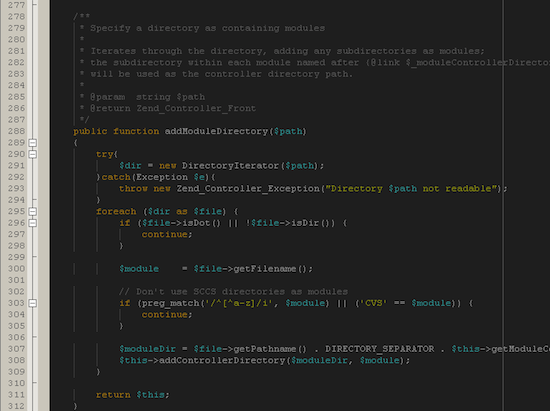 277
278 /**
279 * Specify a directory as containing modules
280 *
281 * Iterates through the directory, adding any subdirectories as modules;
282 * the subdirectory within each module named after {@link $_moduleControllerDirecto
283 * will be used as the controller directory path.
284 *
285 * @param string $path
286 * @return Zend_Controller_Front
287 */
288 public function addModuleDirectory($path)
289 {
290 try{
291 $dir = new DirectoryIterator($path);
292 }catch(Exception $e){
293 throw new Zend_Controller_Exception("Directory $path not readable");
294 }
295 foreach ($dir as $file) {
296 if ($file->isDot() || !$file->isDir()) {
297 continue;
298 }
299
300 $module = $file->getFilename();
301
302 // Don't use SCCS directories as modules
303 if (preg_match('/^[^a-z]/i', $module) || ('CVS' == $module)) {
304 continue;
305 }
306
307 $moduleDir = $file->getPathname() . DIRECTORY_SEPARATOR . $this->getModuleCo
308 $this->addControllerDirectory($moduleDir, $module);
309 }
310
311 return $this;
312 }